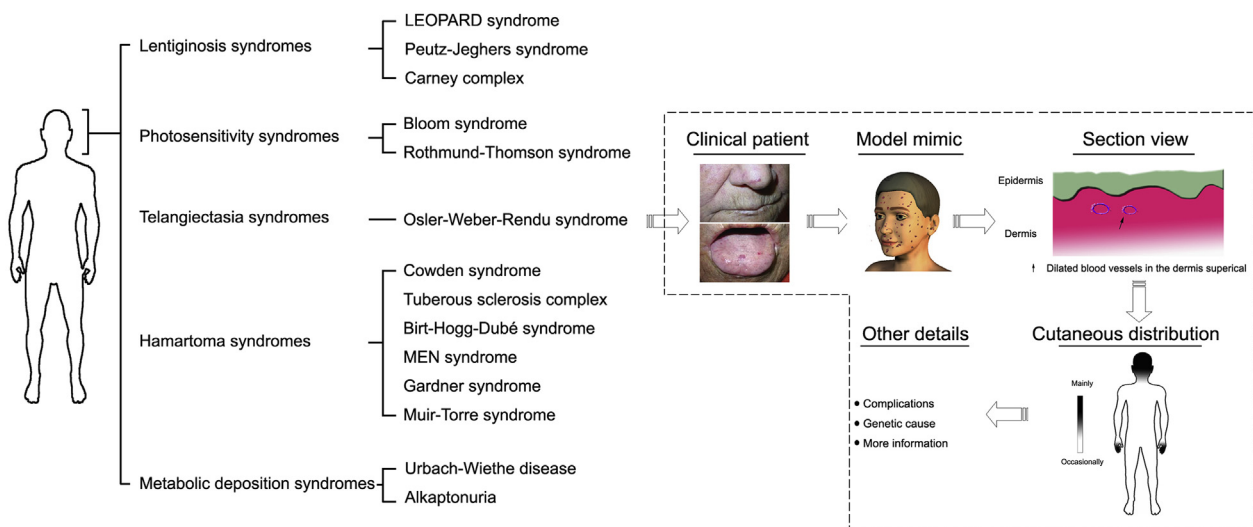 Lentiginosis syndromes
LEOPARD syndrome
Peutz-Jeghers syndrome
Carney complex
Photosensitivity syndromes
Bloom syndrome
Rothmund-Thomson syndrome
Telangiectasia syndromes
Osler-Weber-Rendu syndrome
Hamartoma syndromes
Cowden syndrome
Tuberous sclerosis complex
Birt-Hogg-Dubé syndrome
MEN syndrome
Gardner syndrome
Muir-Torre syndrome
Metabolic deposition syndromes
Urbach-Wiethe disease
Alkaptonuria
Clinical patient
Model mimic
Section view
Epidermis
Dermis
Dilated blood vessels in the dermis superical
Cutaneous distribution
Mainly
Occasionally
Other details
• Complications
• Genetic cause
• More information